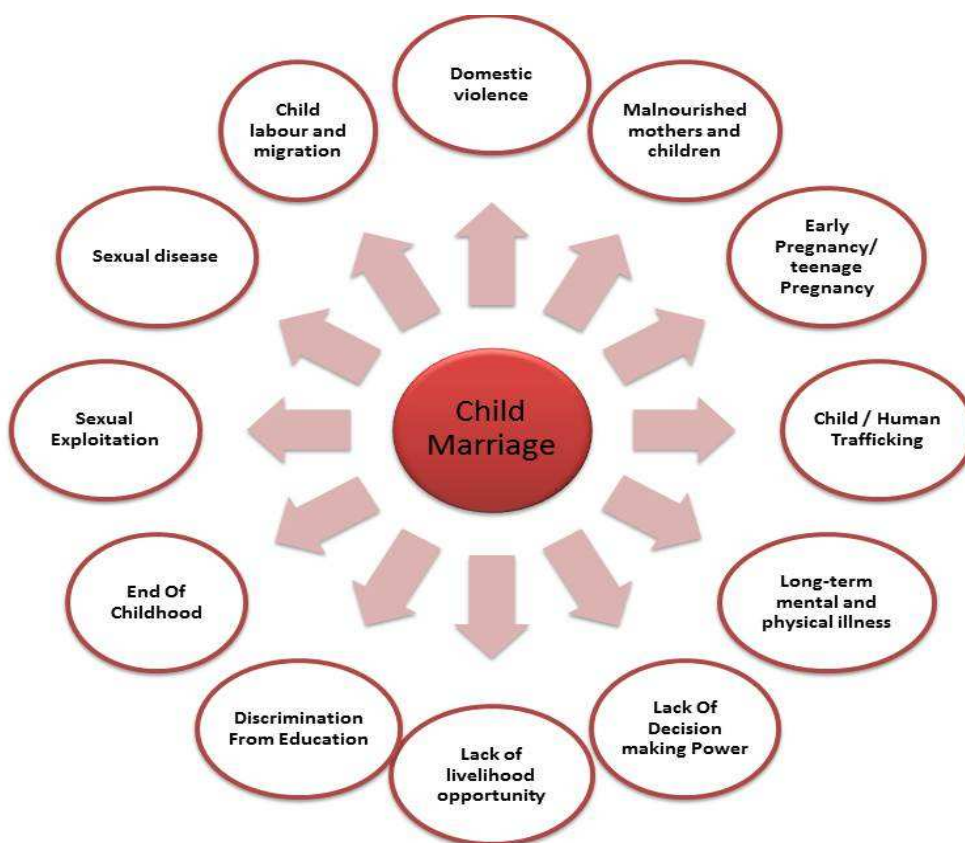 Domestic
violence
Malnourished
mothers and
children
Early
Pregnancy/
teenage
Pregnancy
Child / Human
Trafficking
Long-term
mental and
physical illness
Lack Of
Decision
making Power
Lack of
livelihood
opportunity
Discrimination
From Education
End Of
Childhood
Sexual
Exploitation
Sexual disease
Child
labour and
migration
Child
Marriage